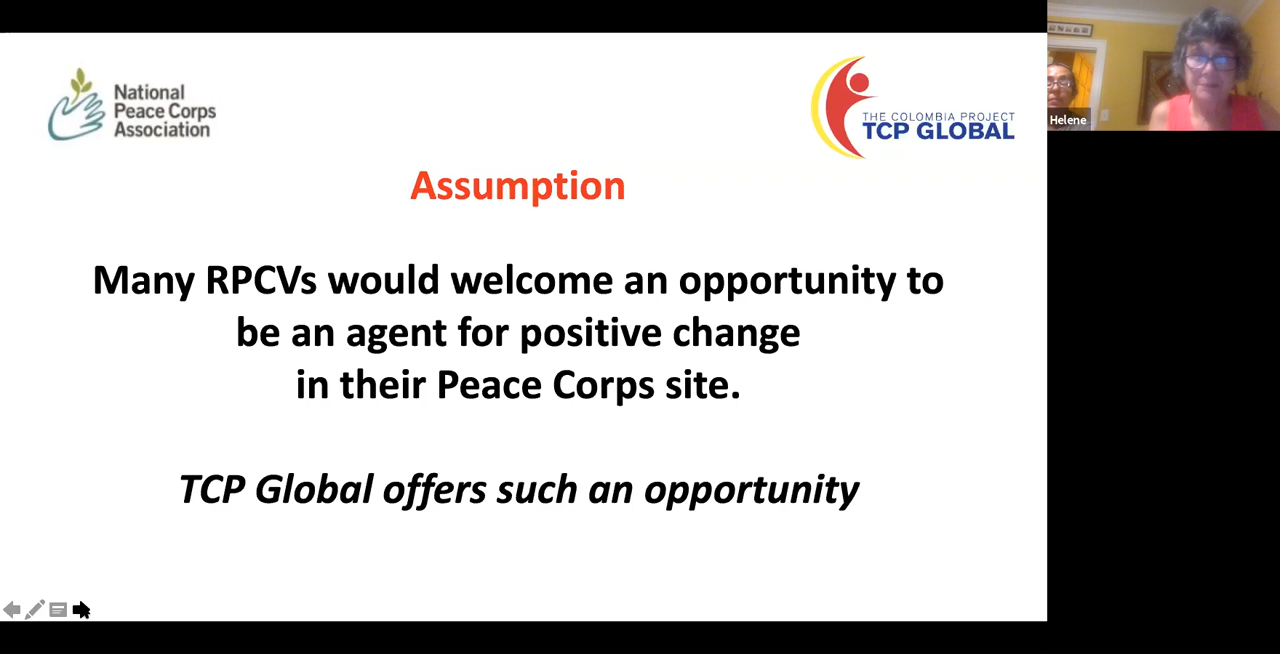 National
Peace Corps
Association
THE COLOMBIA PROJECT
TCP GLOBAL
Helene
Assumption
Many RPCVs would welcome an opportunity to
be an agent for positive change
in their Peace Corps site.
TCP Global offers such an opportunity